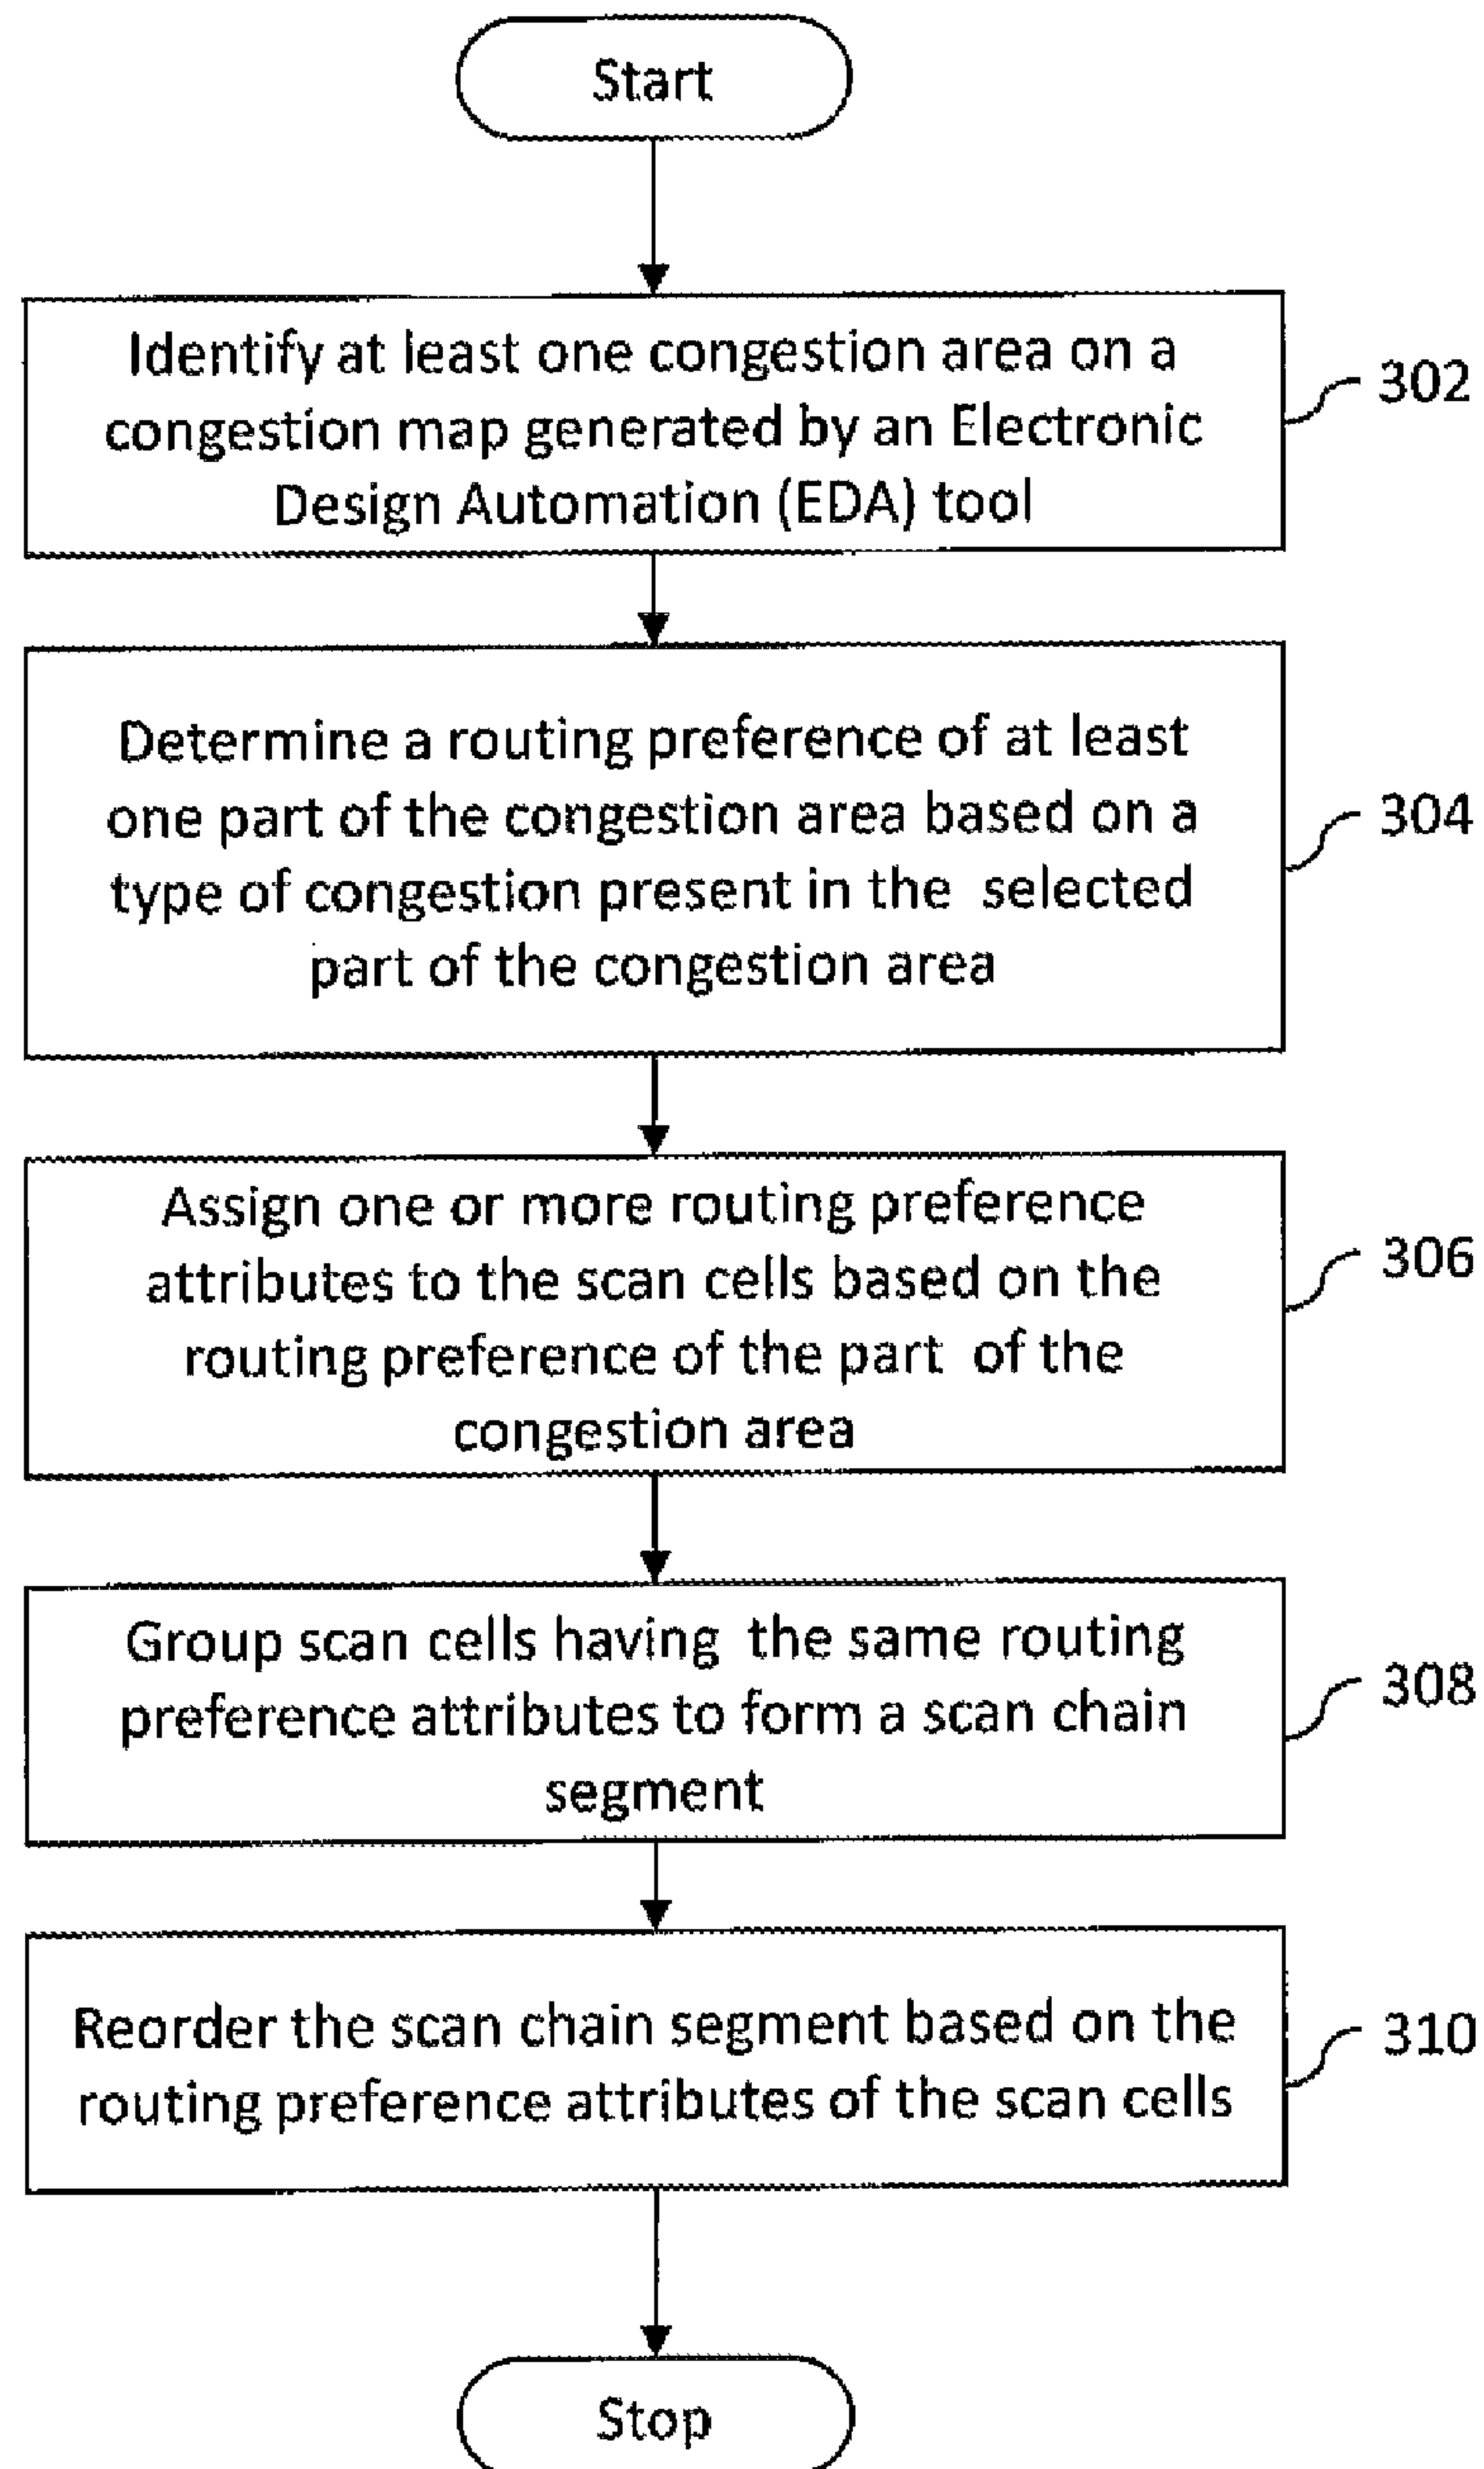 Start
Identify at least one congestion area on a
congestion map generated by an Electronic
Design Automation (EDA) tool
302
Determine a routing preference of at least
one part of the congestion area based on a
type of congestion present in the selected
part of the congestion area
304
Assign one or more routing preference
attributes to the scan cells based on the
routing preference of the part of the
congestion area
306
Group scan cells having the same routing
preference attributes to form a scan chain
segment
308
Reorder the scan chain segment based on the
routing preference attributes of the scan cells
310
Stop